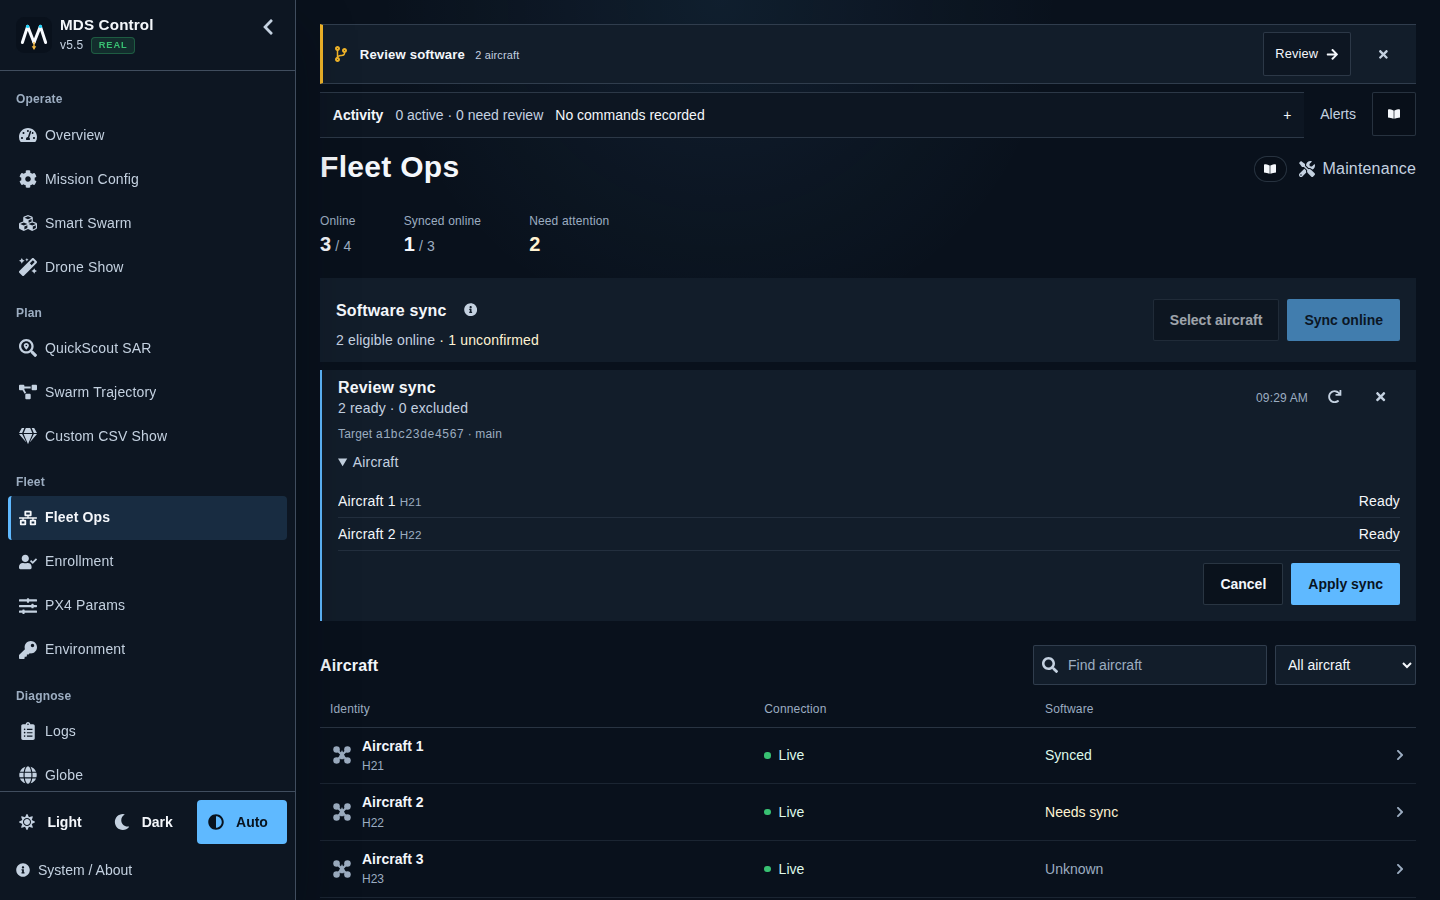 MDS Control
v5.5 REAL
Operate
Overview
Mission Config
Smart Swarm
Drone Show
Plan
QuickScout SAR
Swarm Trajectory
Custom CSV Show
Fleet
Fleet Ops
Enrollment
PX4 Params
Environment
Diagnose
Logs
Globe
Light Dark Auto
System / About
Review software 2 aircraft Review
Activity 0 active · 0 need review No commands recorded + Alerts
Fleet Ops Maintenance
Online Synced online Need attention
3 / 4 1 / 3 2
Software sync
2 eligible online · 1 unconfirmed
Select aircraft Sync online
Review sync
2 ready · 0 excluded
09:29 AM
Target a1bc23de4567 · main
Aircraft
Aircraft 1 H21 Ready
Aircraft 2 H22 Ready
Cancel Apply sync
Aircraft Find aircraft All aircraft
Identity Connection Software
Aircraft 1 Live Synced
H21
Aircraft 2 Live Needs sync
H22
Aircraft 3 Live Unknown
H23